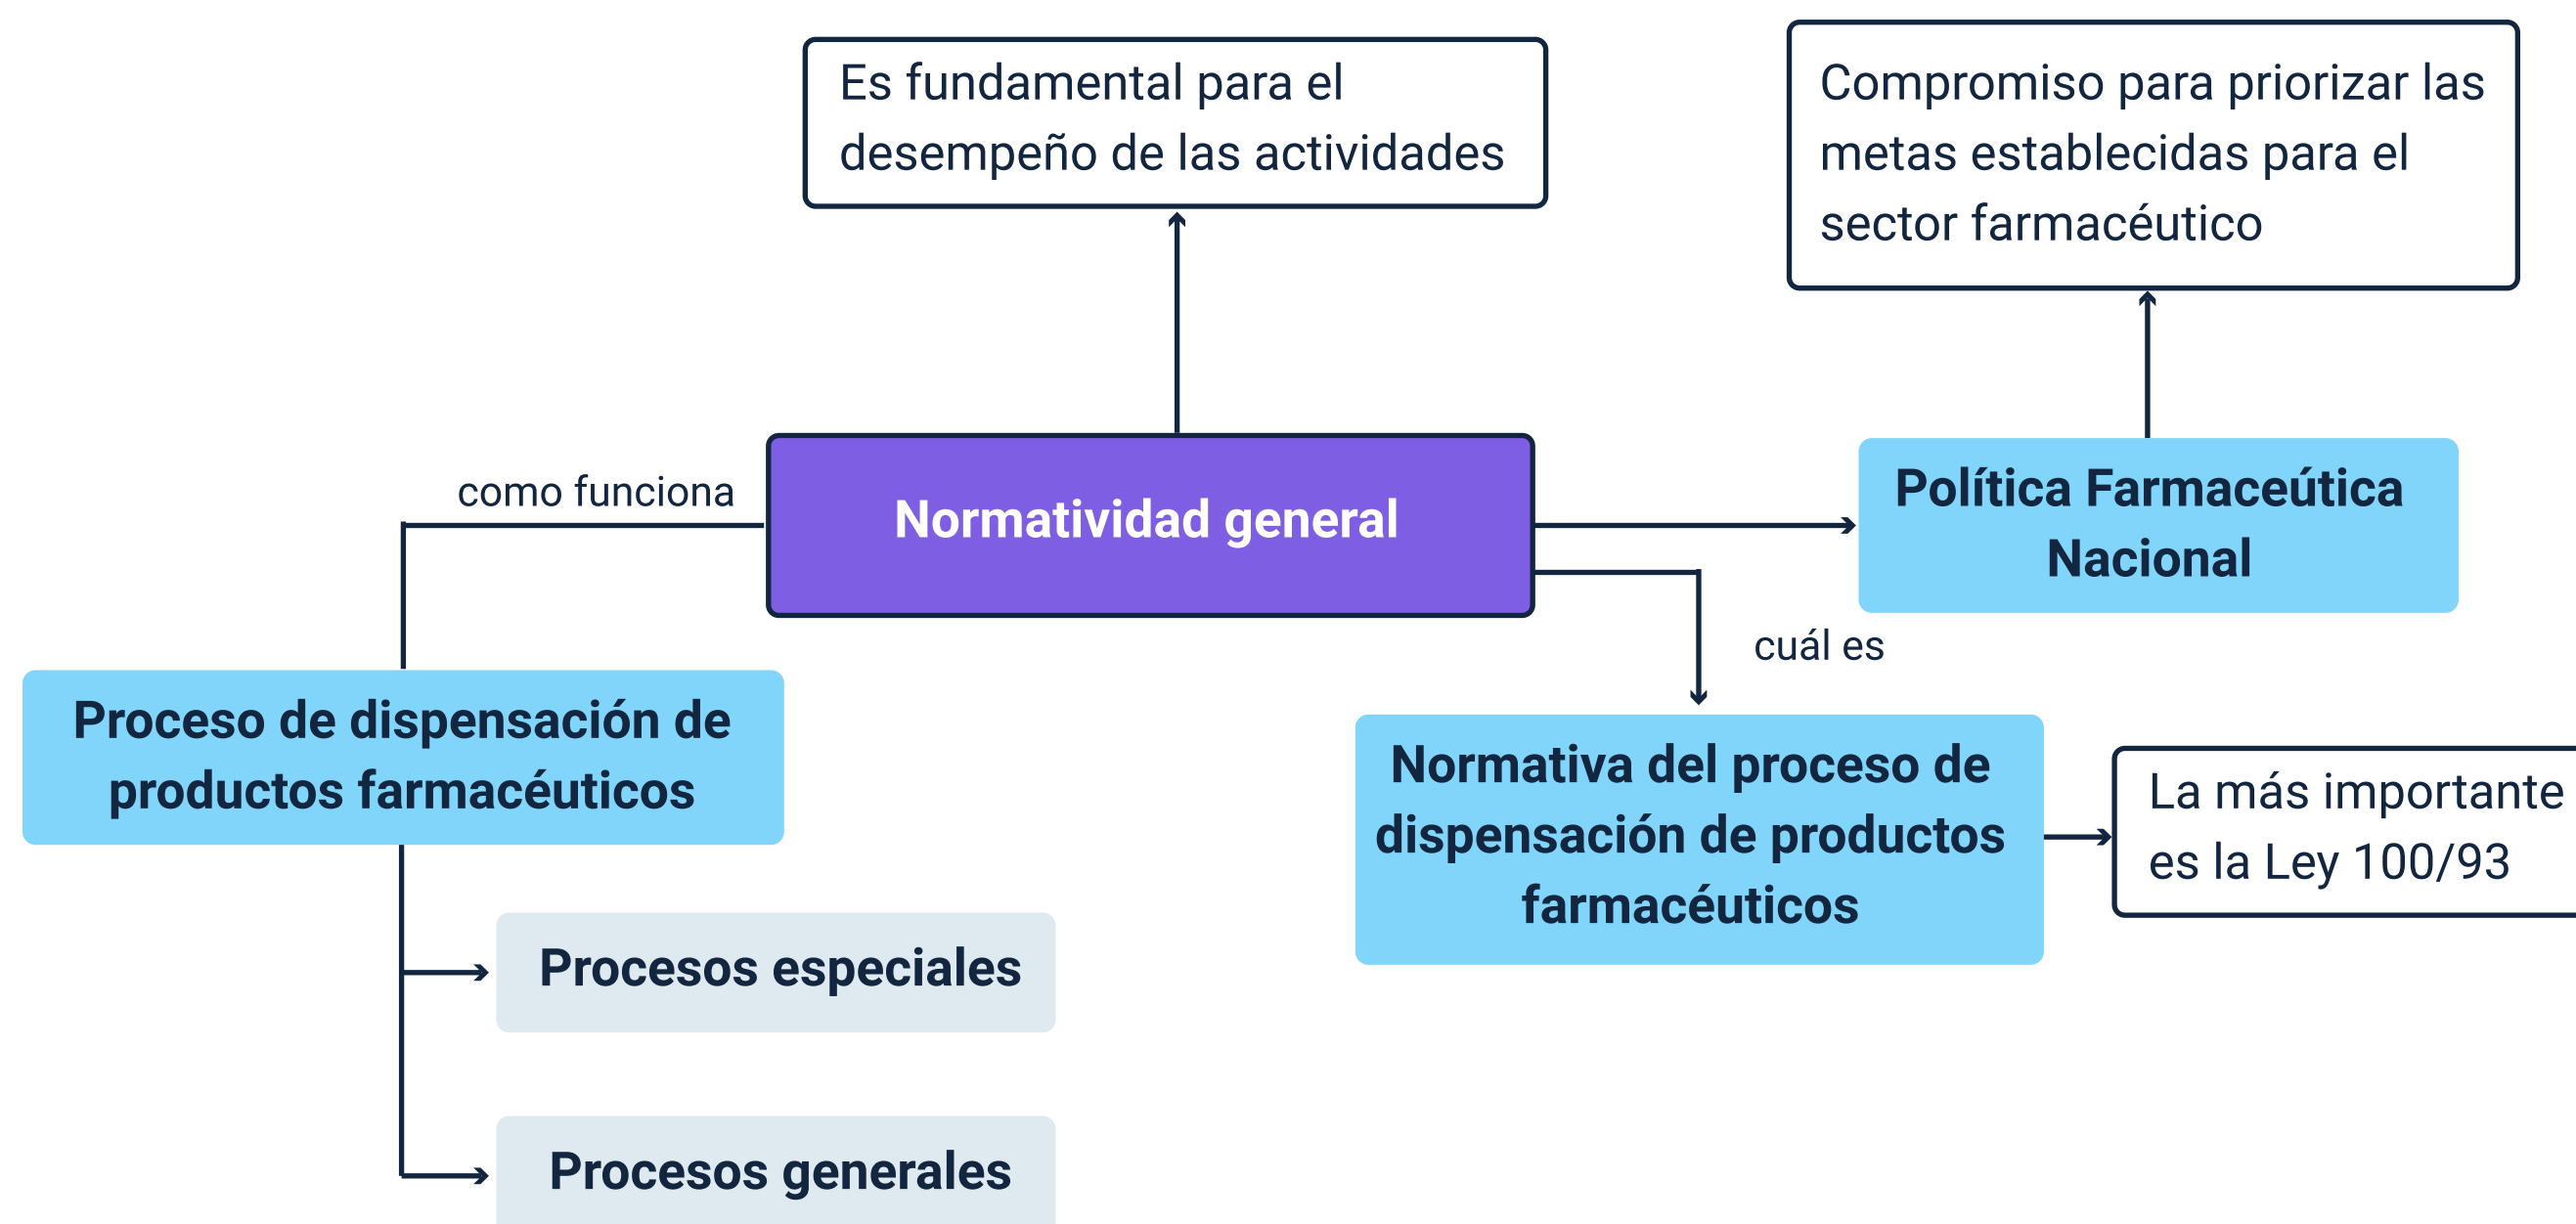 Es fundamental para el
desempeño de las actividades
Compromiso para priorizar las
metas establecidas para el
sector farmacéutico
como funciona
Normatividad general
Política Farmaceútica
Nacional
cuál es
Proceso de dispensación de
productos farmacéuticos
Normativa del proceso de
dispensación de productos
farmacéuticos
La más importante
es la Ley 100/93
Procesos especiales
Procesos generales